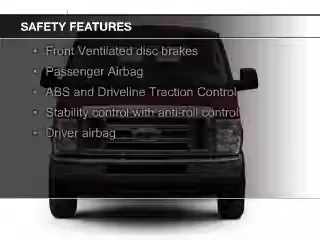 SAFETY FEATURES
• Front Ventilated disc brakes
• Passenger Airbag
• ABS and Driveline Traction Control
• Stability control with anti-roll control
• Driver airbag
Ford